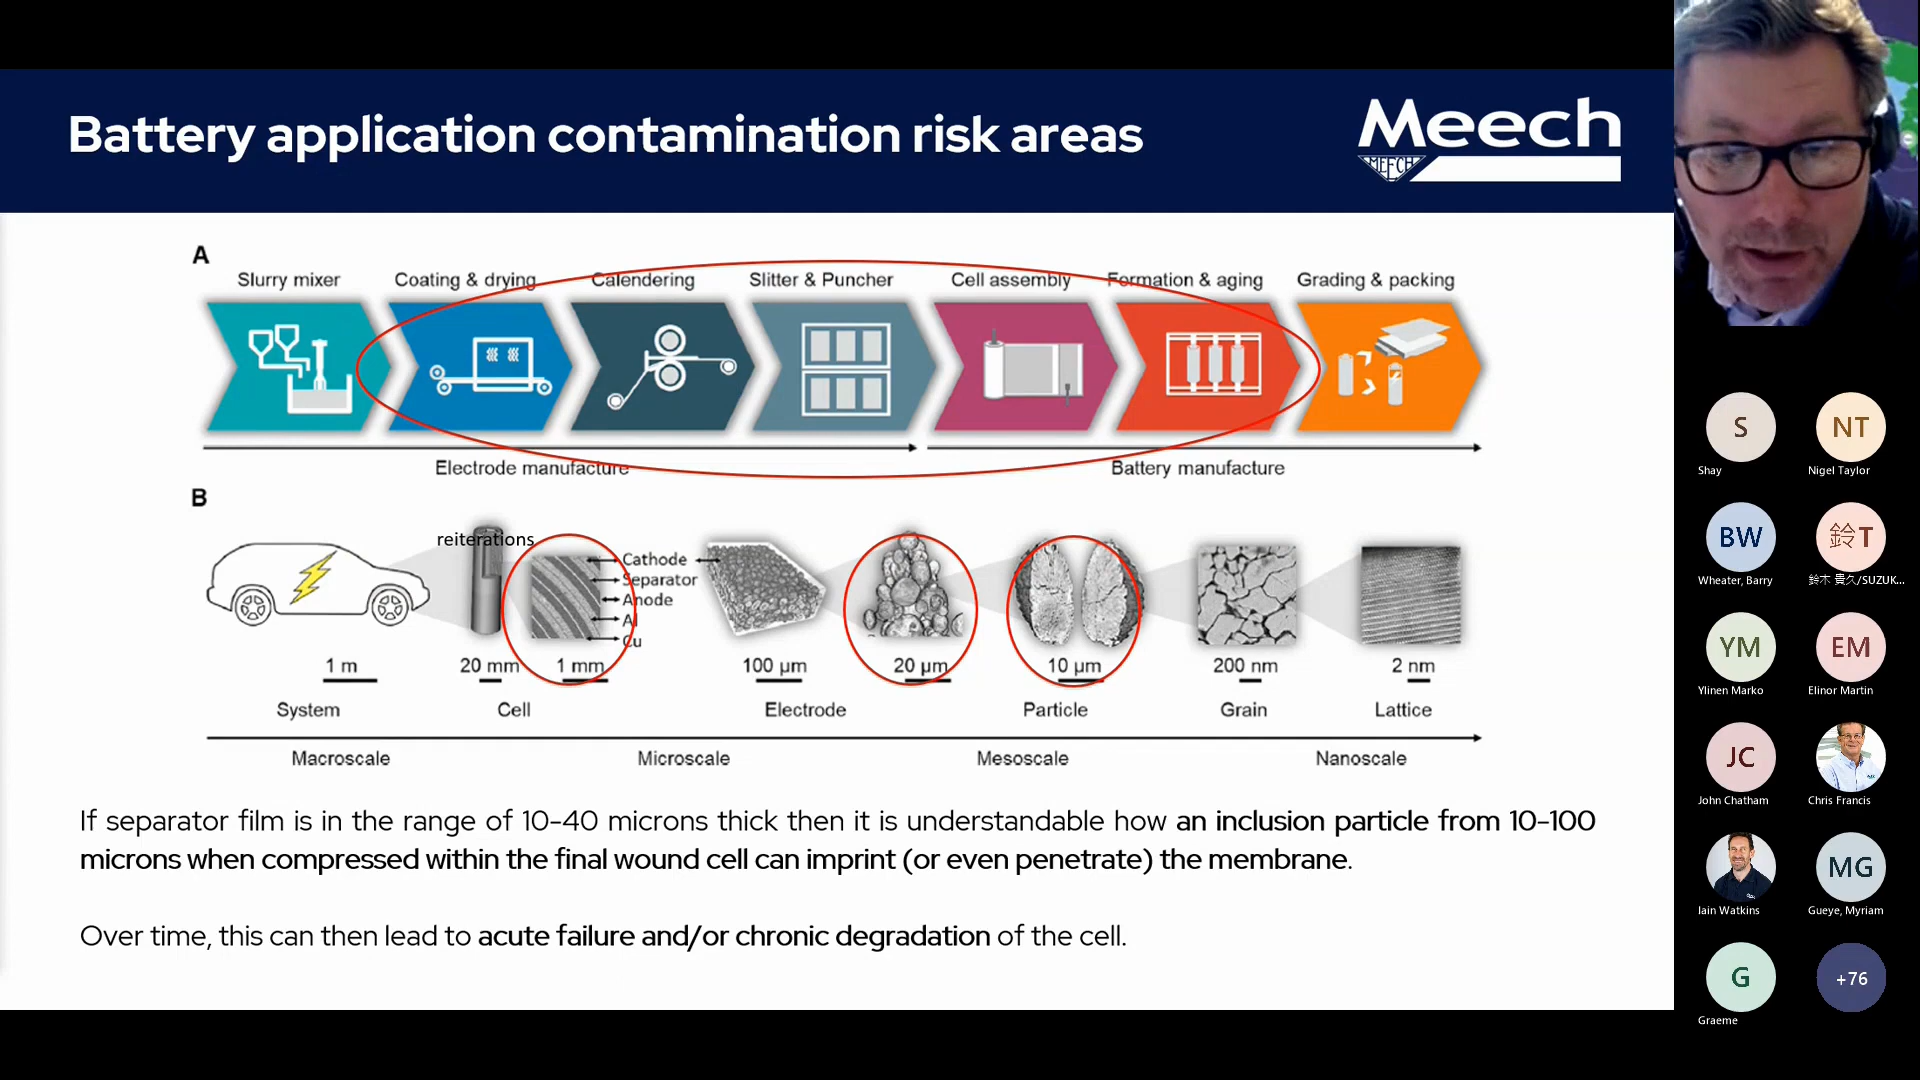 Battery application contamination risk areas
Meech
MEECH
A
Slurry mixer
Coating & drying
Calendering
Slitter & Puncher
Cell assembly
Formation & aging
Grading & packing
Electrode manufacture
Battery manufacture
B
reiterations
Cathode
Separator
Anode
Al
Cu
1 m
20 mm
1 mm
100 µm
20 µm
10 µm
200 nm
2 nm
System
Cell
Electrode
Particle
Grain
Lattice
Macroscale
Microscale
Mesoscale
Nanoscale
If separator film is in the range of 10-40 microns thick then it is understandable how an inclusion particle from 10-100
microns when compressed within the final wound cell can imprint (or even penetrate) the membrane.
Over time, this can then lead to acute failure and/or chronic degradation of the cell.
S
NT
Shay
Nigel Taylor
BW
鈴T
Wheater, Barry
鈴木 貴久/SUZUK...
YM
EM
Ylinen Marko
Elinor Martin
JC
John Chatham
Chris Francis
MG
Iain Watkins
Gueye, Myriam
G
+76
Graeme